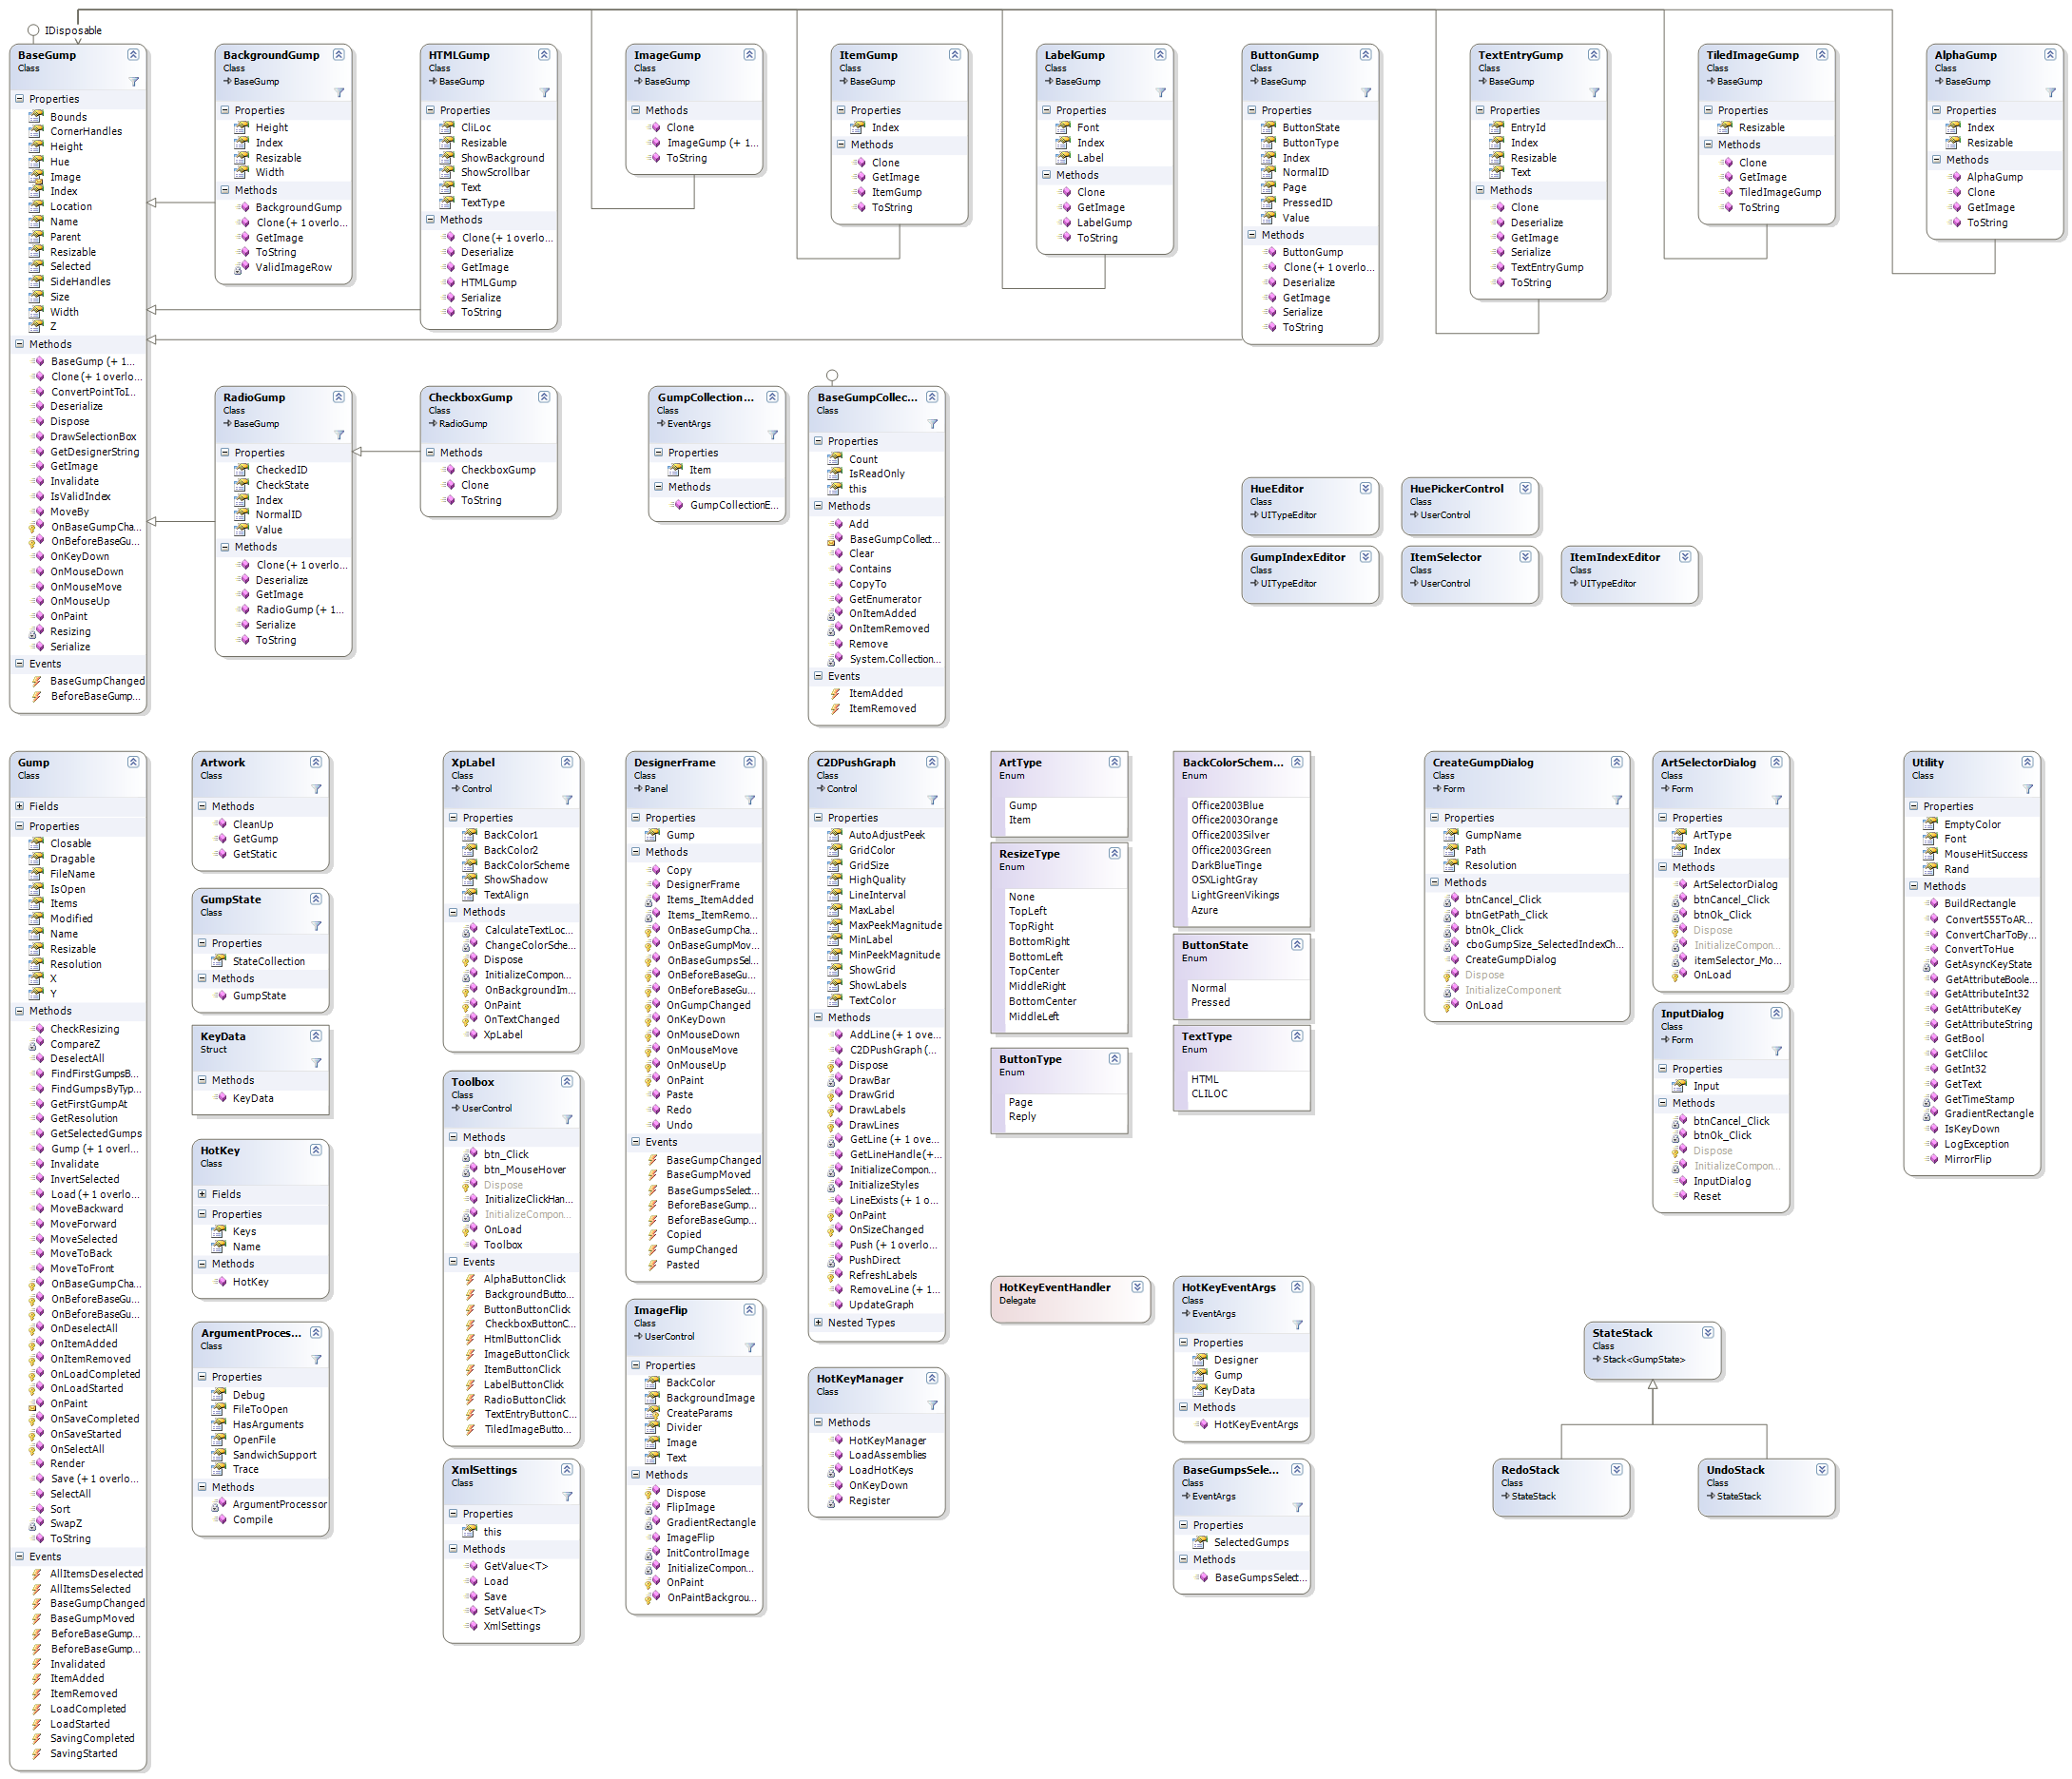 IDisposable
BaseGump
Class
Properties
Bounds
CornerHandles
Height
Hue
Image
Index
Location
Name
Parent
Resizable
Selected
SideHandles
Size
Width
Z
Methods
BaseGump (+ 1...
Clone (+ 1 overlo...
ConvertPointToI...
Deserialize
Dispose
DrawSelectionBox
GetDesignerString
GetImage
Invalidate
IsValidIndex
MoveBy
OnBaseGumpCha...
OnBeforeBaseGu...
OnKeyDown
OnMouseDown
OnMouseMove
OnMouseUp
OnPaint
Resizing
Serialize
Events
BaseGumpChanged
BeforeBaseGump...
BackgroundGump
Class
BaseGump
Properties
Height
Index
Resizable
Width
Methods
BackgroundGump
Clone (+ 1 overlo...
GetImage
ToString
ValidImageRow
HTMLGump
Class
BaseGump
Properties
CliLoc
Resizable
ShowBackground
ShowScrollbar
Text
TextType
Methods
Clone (+ 1 overlo...
Deserialize
GetImage
HTMLGump
Serialize
ToString
ImageGump
Class
BaseGump
Methods
Clone
ImageGump (+ 1...
ToString
ItemGump
Class
BaseGump
Properties
Index
Methods
Clone
GetImage
ItemGump
ToString
LabelGump
Class
BaseGump
Properties
Font
Index
Label
Methods
Clone
GetImage
LabelGump
ToString
ButtonGump
Class
BaseGump
Properties
ButtonState
ButtonType
Index
NormalID
Page
PressedID
Value
Methods
ButtonGump
Clone (+ 1 overlo...
Deserialize
GetImage
Serialize
ToString
TextEntryGump
Class
BaseGump
Properties
EntryId
Index
Resizable
Text
Methods
Clone
Deserialize
GetImage
Serialize
TextEntryGump
ToString
TiledImageGump
Class
BaseGump
Properties
Resizable
Methods
Clone
GetImage
TiledImageGump
ToString
AlphaGump
Class
BaseGump
Properties
Index
Resizable
Methods
AlphaGump
Clone
GetImage
ToString
RadioGump
Class
BaseGump
Properties
CheckedID
CheckState
Index
NormalID
Value
Methods
Clone (+ 1 overlo...
Deserialize
GetImage
RadioGump (+ 1...
Serialize
ToString
CheckboxGump
Class
RadioGump
Methods
CheckboxGump
Clone
ToString
GumpCollection...
Class
EventArgs
Properties
Item
Methods
GumpCollectionE...
BaseGumpCollec...
Class
Properties
Count
IsReadOnly
this
Methods
Add
BaseGumpCollect...
Clear
Contains
CopyTo
GetEnumerator
OnItemAdded
OnItemRemoved
Remove
System.Collection...
Events
ItemAdded
ItemRemoved
HueEditor
Class
UITypeEditor
HuePickerControl
Class
UserControl
GumpIndexEditor
Class
UITypeEditor
ItemSelector
Class
UserControl
ItemIndexEditor
Class
UITypeEditor
Gump
Class
Fields
Properties
Closable
Dragable
FileName
IsOpen
Items
Modified
Name
Resizable
Resolution
X
Y
Methods
CheckResizing
CompareZ
DeselectAll
FindFirstGumpsB...
FindGumpsByTyp...
GetFirstGumpAt
GetResolution
GetSelectedGumps
Gump (+ 1 overl...
Invalidate
InvertSelected
Load (+ 1 overlo...
MoveBackward
MoveForward
MoveSelected
MoveToBack
MoveToFront
OnBaseGumpCha...
OnBeforeBaseGu...
OnBeforeBaseGu...
OnDeselectAll
OnItemAdded
OnItemRemoved
OnLoadCompleted
OnLoadStarted
OnPaint
OnSaveCompleted
OnSaveStarted
OnSelectAll
Render
Save (+ 1 overlo...
SelectAll
Sort
SwapZ
ToString
Events
AllItemsDeselected
AllItemsSelected
BaseGumpChanged
BaseGumpMoved
BeforeBaseGump...
BeforeBaseGump...
Invalidated
ItemAdded
ItemRemoved
LoadCompleted
LoadStarted
SavingCompleted
SavingStarted
Artwork
Class
Methods
CleanUp
GetGump
GetStatic
GumpState
Class
Properties
StateCollection
Methods
GumpState
KeyData
Struct
Methods
KeyData
HotKey
Class
Fields
Properties
Keys
Name
Methods
HotKey
ArgumentProces...
Class
Properties
Debug
FileToOpen
HasArguments
OpenFile
SandwichSupport
Trace
Methods
ArgumentProcessor
Compile
XpLabel
Class
Control
Properties
BackColor1
BackColor2
BackColorScheme
ShowShadow
TextAlign
Methods
CalculateTextLoc...
ChangeColorSche...
Dispose
InitializeCompon...
OnBackgroundIm...
OnPaint
OnTextChanged
XpLabel
Toolbox
Class
UserControl
Methods
btn_Click
btn_MouseHover
Dispose
InitializeClickHan...
InitializeCompon...
OnLoad
Toolbox
Events
AlphaButtonClick
BackgroundButto...
ButtonButtonClick
CheckboxButtonC...
HtmlButtonClick
ImageButtonClick
ItemButtonClick
LabelButtonClick
RadioButtonClick
TextEntryButtonC...
TiledImageButto...
XmlSettings
Class
Properties
this
Methods
GetValue<T>
Load
Save
SetValue<T>
XmlSettings
DesignerFrame
Class
Panel
Properties
Gump
Methods
Copy
DesignerFrame
Items_ItemAdded
Items_ItemRemo...
OnBaseGumpCha...
OnBaseGumpMov...
OnBaseGumpsSel...
OnBeforeBaseGu...
OnBeforeBaseGu...
OnGumpChanged
OnKeyDown
OnMouseDown
OnMouseMove
OnMouseUp
OnPaint
Paste
Redo
Undo
Events
BaseGumpChanged
BaseGumpMoved
BaseGumpsSelect...
BeforeBaseGump...
BeforeBaseGump...
Copied
GumpChanged
Pasted
ImageFlip
Class
UserControl
Properties
BackColor
BackgroundImage
CreateParams
Divider
Image
Text
Methods
Dispose
FlipImage
GradientRectangle
ImageFlip
InitControlImage
InitializeCompon...
OnPaint
OnPaintBackgrou...
C2DPushGraph
Class
Control
Properties
AutoAdjustPeek
GridColor
GridSize
HighQuality
LineInterval
MaxLabel
MaxPeekMagnitude
MinLabel
MinPeekMagnitude
ShowGrid
ShowLabels
TextColor
Methods
AddLine (+ 1 ove...
C2DPushGraph (...
Dispose
DrawBar
DrawGrid
DrawLabels
DrawLines
GetLine (+ 1 ove...
GetLineHandle (+...
InitializeCompon...
InitializeStyles
LineExists (+ 1 o...
OnPaint
OnSizeChanged
Push (+ 1 overlo...
PushDirect
RefreshLabels
RemoveLine (+ 1...
UpdateGraph
Nested Types
HotKeyManager
Class
Methods
HotKeyManager
LoadAssemblies
LoadHotKeys
OnKeyDown
Register
ArtType
Enum
Gump
Item
ResizeType
Enum
None
TopLeft
TopRight
BottomRight
BottomLeft
TopCenter
MiddleRight
BottomCenter
MiddleLeft
ButtonType
Enum
Page
Reply
BackColorSchem...
Enum
Office2003Blue
Office2003Orange
Office2003Silver
Office2003Green
DarkBlueTinge
OSXLightGray
LightGreenVikings
Azure
ButtonState
Enum
Normal
Pressed
TextType
Enum
HTML
CLILOC
HotKeyEventHandler
Delegate
HotKeyEventArgs
Class
EventArgs
Properties
Designer
Gump
KeyData
Methods
HotKeyEventArgs
BaseGumpsSele...
Class
EventArgs
Properties
SelectedGumps
Methods
BaseGumpsSelect...
CreateGumpDialog
Class
Form
Properties
GumpName
Path
Resolution
Methods
btnCancel_Click
btnGetPath_Click
btnOk_Click
cboGumpSize_SelectedIndexCh...
CreateGumpDialog
Dispose
InitializeComponent
OnLoad
ArtSelectorDialog
Class
Form
Properties
ArtType
Index
Methods
ArtSelectorDialog
btnCancel_Click
btnOk_Click
Dispose
InitializeCompon...
itemSelector_Mo...
OnLoad
InputDialog
Class
Form
Properties
Input
Methods
btnCancel_Click
btnOk_Click
Dispose
InitializeCompon...
InputDialog
Reset
Utility
Class
Properties
EmptyColor
Font
MouseHitSuccess
Rand
Methods
BuildRectangle
Convert555ToAR...
ConvertCharToBy...
ConvertToHue
GetAsyncKeyState
GetAttributeBoole...
GetAttributeInt32
GetAttributeKey
GetAttributeString
GetBool
GetCliloc
GetInt32
GetText
GetTimeStamp
GradientRectangle
IsKeyDown
LogException
MirrorFlip
StateStack
Class
Stack<GumpState>
RedoStack
Class
StateStack
UndoStack
Class
StateStack